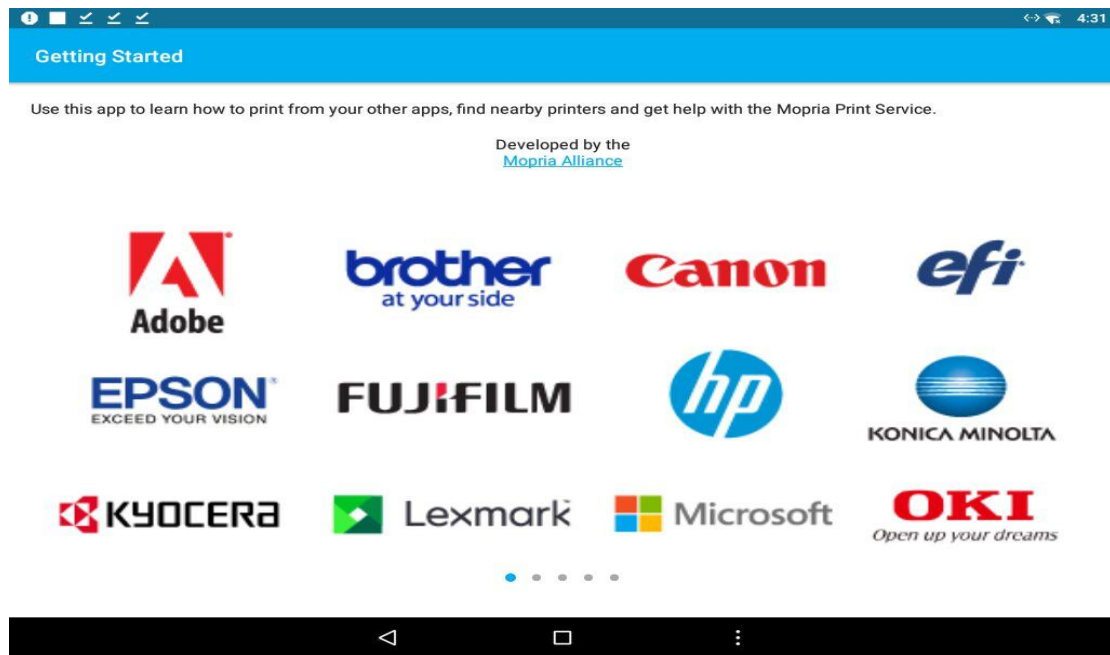 4:31
Getting Started
Use this app to learn how to print from your other apps, find nearby printers and get help with the Mopria Print Service.
Developed by the
Mopria Alliance
Adobe
brother
at your side
Canon
efi
EPSON
EXCEED YOUR VISION
FUJIFILM
hp
KONICA MINOLTA
KYOCERA
Lexmark
Microsoft
OKI
Open up your dreams